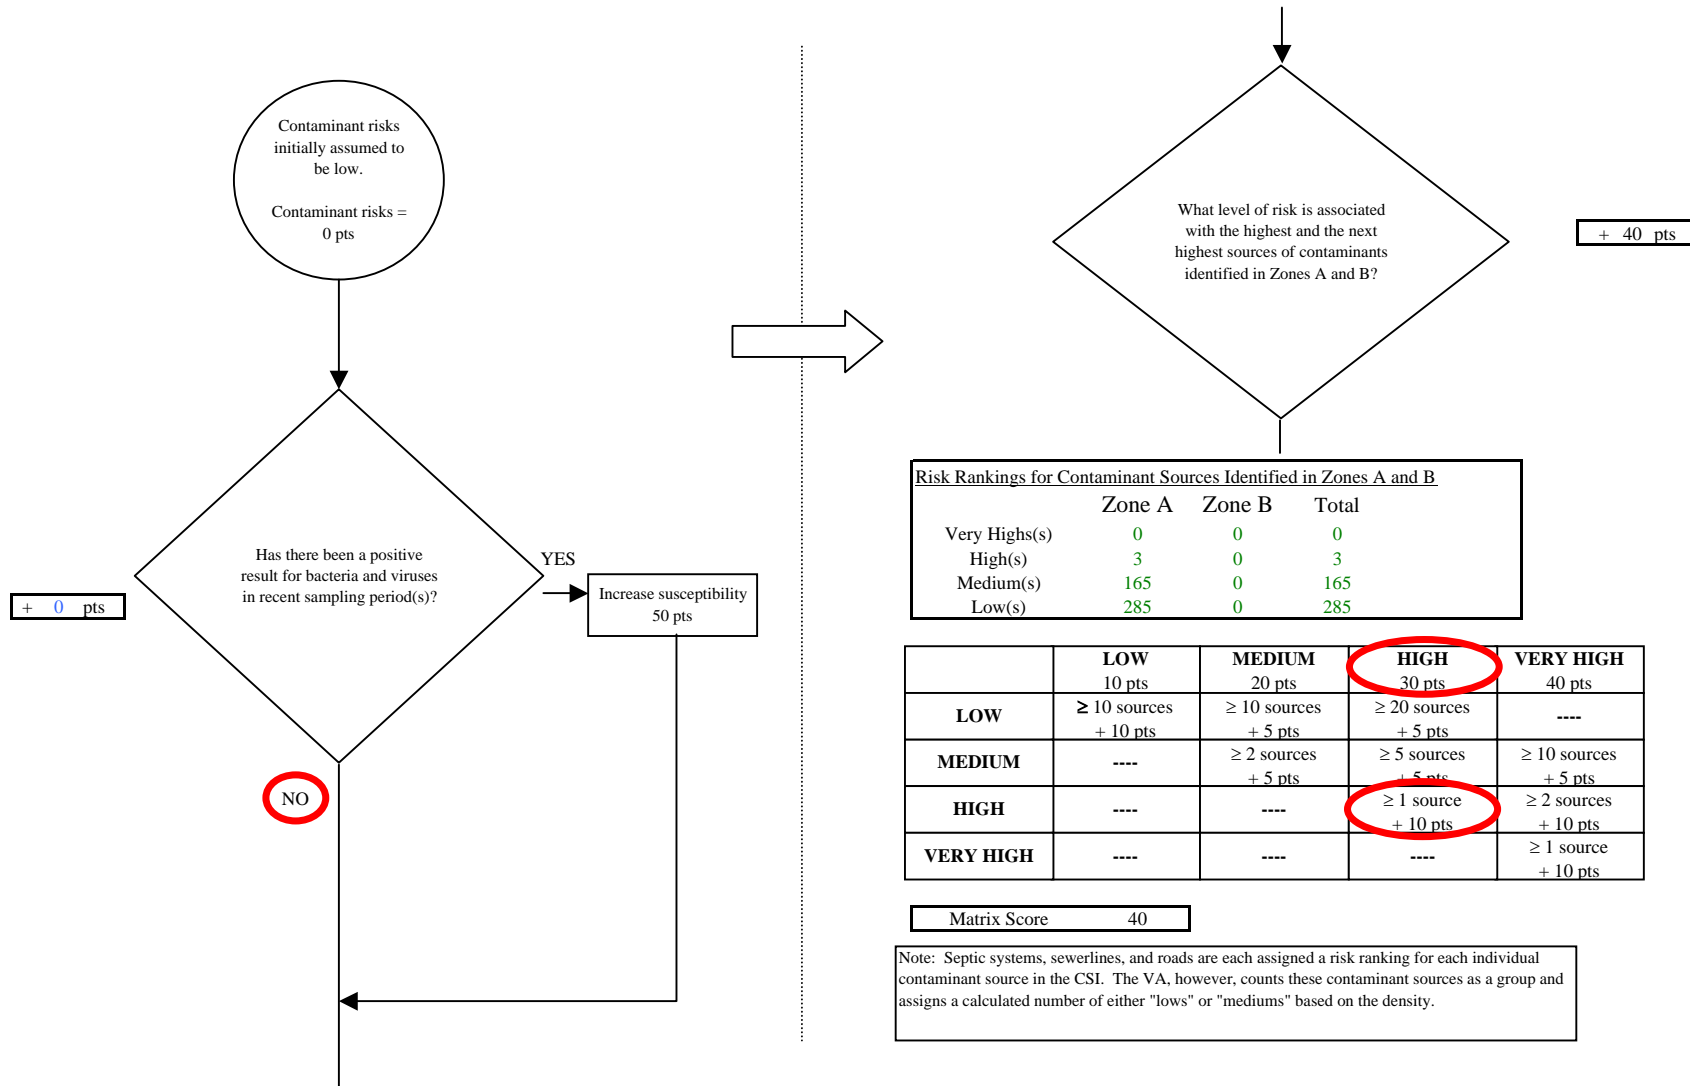 Contaminant risks
initially assumed to
be low.
Contaminant risks =
0 pts
Has there been a positive
result for bacteria and viruses
in recent sampling period(s)?
YES
Increase susceptibility
50 pts
+ 0 pts
NO
What level of risk is associated
with the highest and the next
highest sources of contaminants
identified in Zones A and B?
+ 40 pts
Risk Rankings for Contaminant Sources Identified in Zones A and B
Zone A Zone B Total
Very Highs(s) 0 0 0
High(s) 3 0 3
Medium(s) 165 0 165
Low(s) 285 0 285
LOW MEDIUM HIGH VERY HIGH
10 pts 20 pts 30 pts 40 pts
LOW ≥ 10 sources ≥ 10 sources ≥ 20 sources ----
+ 10 pts + 5 pts + 5 pts
MEDIUM ---- ≥ 2 sources ≥ 5 sources ≥ 10 sources
+ 5 pts + 5 pts + 5 pts
HIGH ---- ---- ≥ 1 source ≥ 2 sources
+ 10 pts + 10 pts
VERY HIGH ---- ---- ---- ≥ 1 source
+ 10 pts
Matrix Score 40
Note: Septic systems, sewerlines, and roads are each assigned a risk ranking for each individual
contaminant source in the CSI. The VA, however, counts these contaminant sources as a group and
assigns a calculated number of either "lows" or "mediums" based on the density.